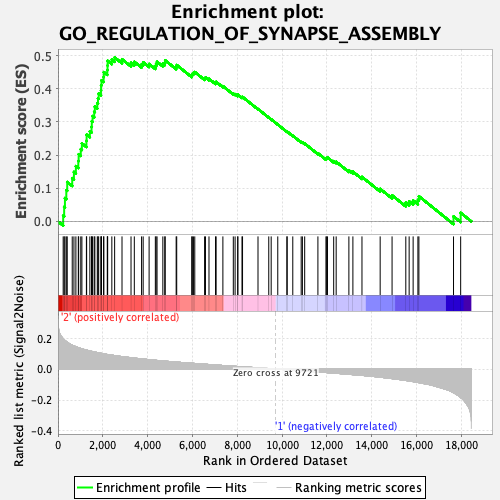 Enrichment plot:
GO_REGULATION_OF_SYNAPSE_ASSEMBLY
Enrichment score (ES)
0.5
0.4
0.3
0.2
0.1
0.0
'2' (positively correlated)
Ranked list metric (Signal2Noise)
0.2
0.0
-0.2
-0.4
Zero cross at 9721
'1' (negatively correlated)
0
2,000
4,000
6,000
8,000
10,000
12,000
14,000
16,000
18,000
Rank in Ordered Dataset
Enrichment profile
Hits
Ranking metric scores